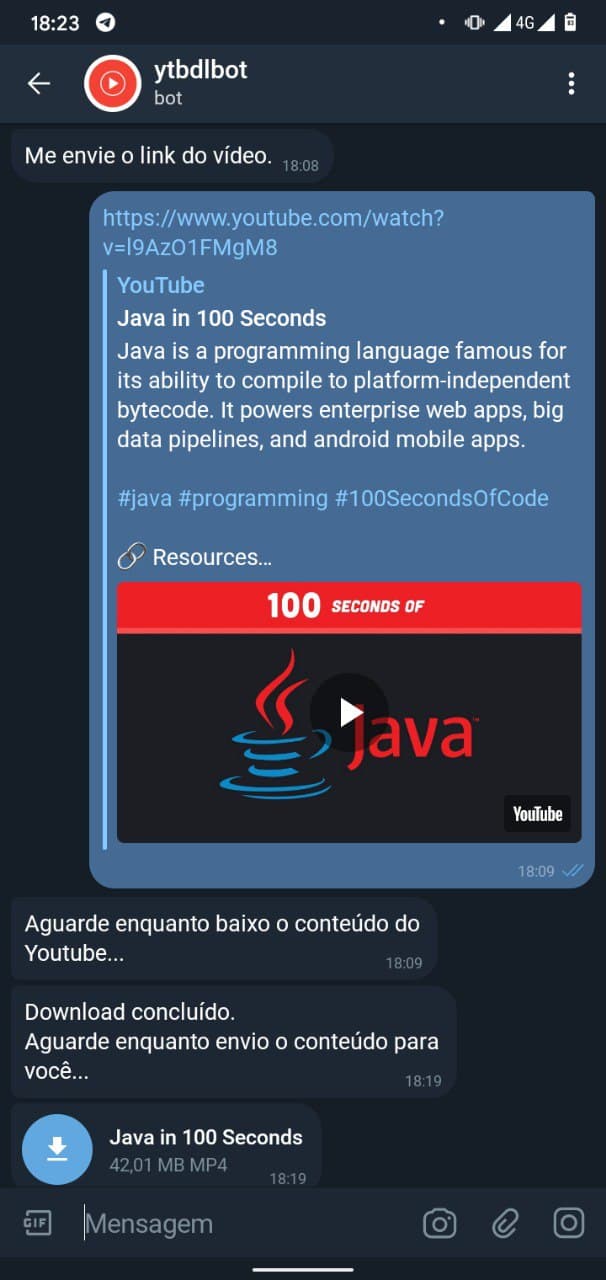 18:23
4G
ytbdlbot
bot
Me envie o link do vídeo.
18:08
https://www.youtube.com/watch?
v=l9AzO1FMgM8
YouTube
Java in 100 Seconds
Java is a programming language famous for
its ability to compile to platform-independent
bytecode. It powers enterprise web apps, big
data pipelines, and android mobile apps.
#java #programming #100SecondsOfCode
🔗 Resources...
100 SECONDS OF
java™
YouTube
18:09
Aguarde enquanto baixo o conteúdo do
Youtube...
18:09
Download concluído.
Aguarde enquanto envio o conteúdo para
você...
18:19
Java in 100 Seconds
42,01 MB MP4
18:19
GIF
Mensagem